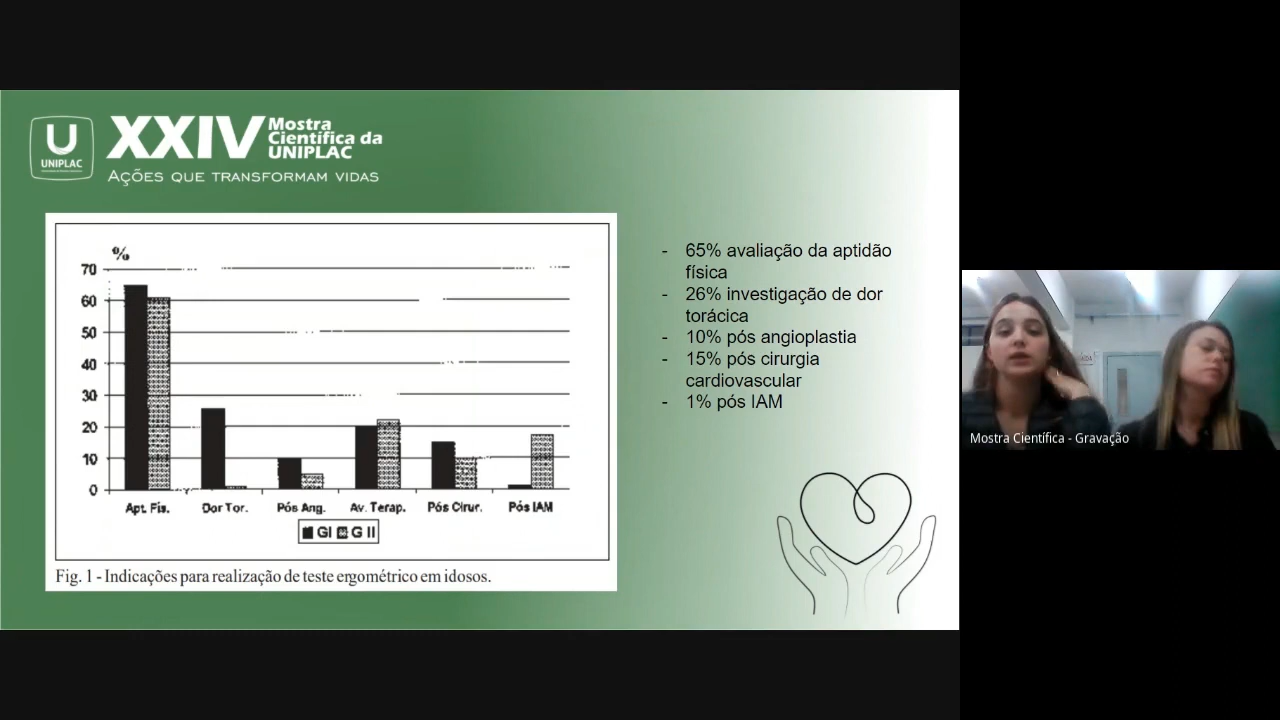 UNIPLAC
XXIV
Mostra
Científica da
UNIPLAC
AÇÕES QUE TRANSFORMAM VIDAS
%
70
60
50
40
30
20
10
0
Apt. Fis. Dor Tor. Pós Ang. Av. Terap. Pós Cirur. Pós IAM
GI G II
Fig. 1 - Indicações para realização de teste ergométrico em idosos.
- 65% avaliação da aptidão
física
- 26% investigação de dor
torácica
- 10% pós angioplastia
- 15% pós cirurgia
cardiovascular
- 1% pós IAM
Mostra Científica - Gravação